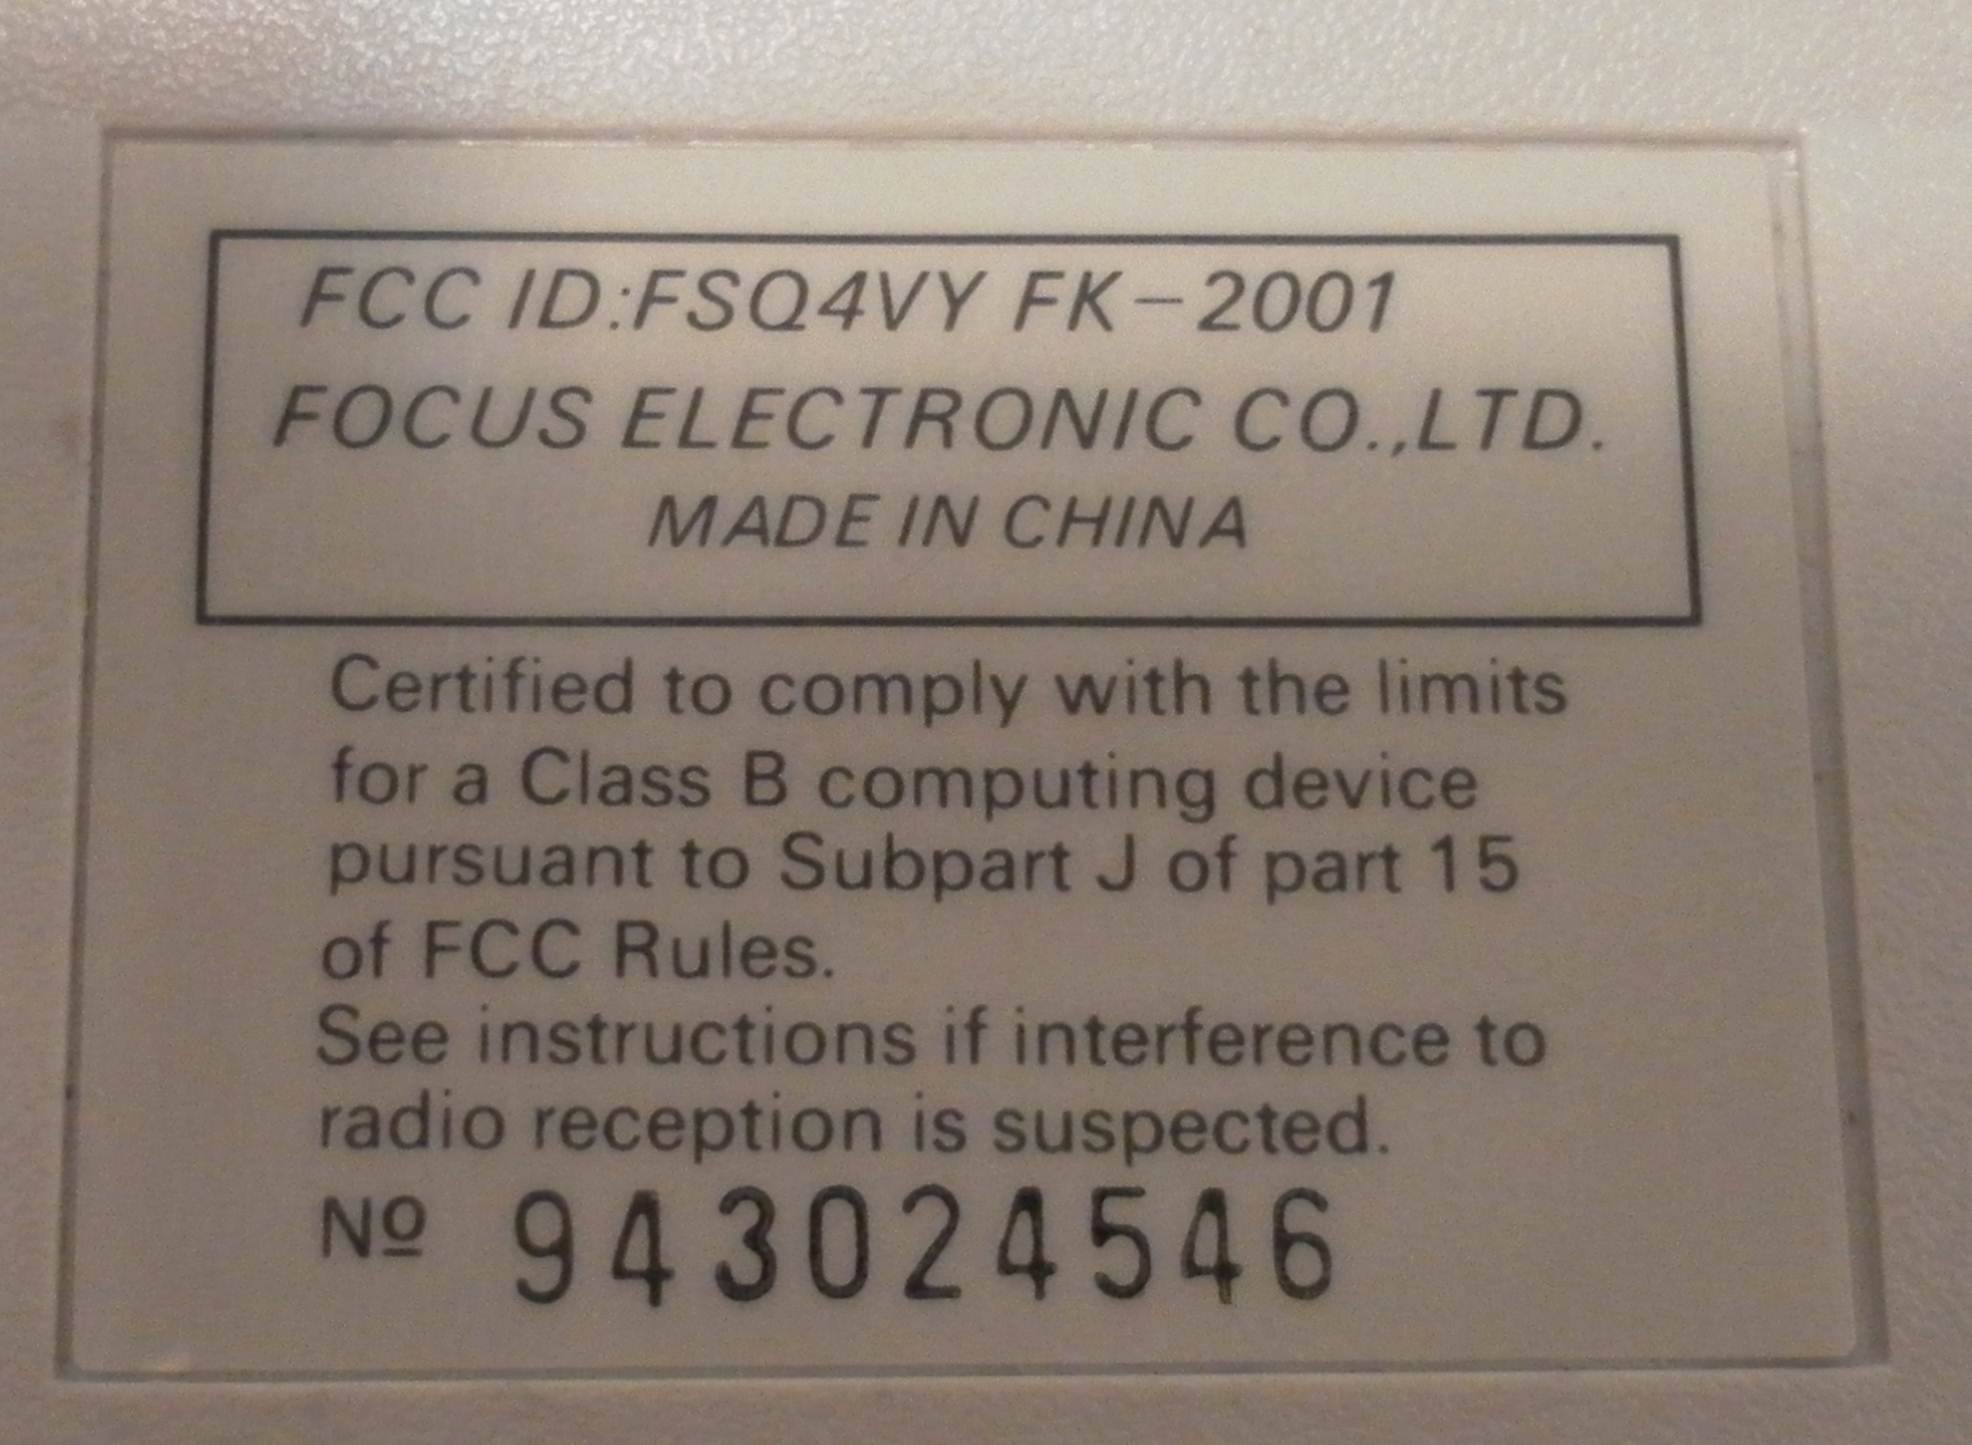 FCC ID:FSQ4VY FK-2001
FOCUS ELECTRONIC CO.,LTD.
MADE IN CHINA
Certified to comply with the limits
for a Class B computing device
pursuant to Subpart J of part 15
of FCC Rules.
See instructions if interference to
radio reception is suspected.
Nº 943024546